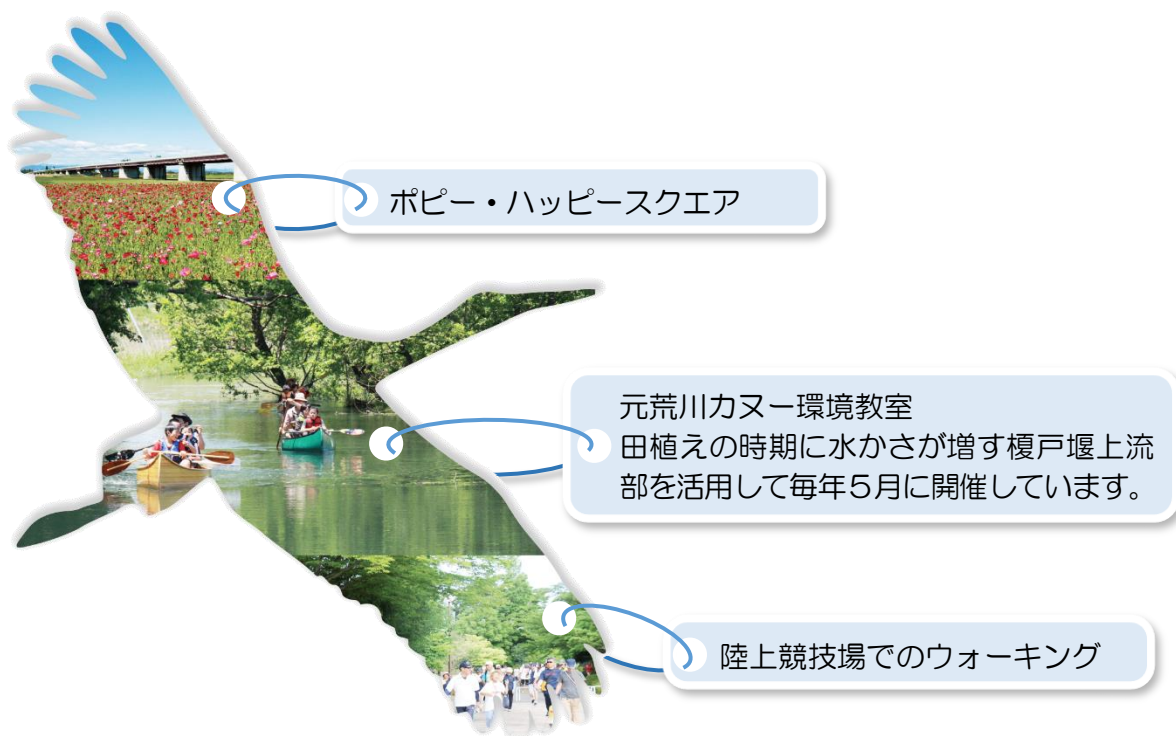 ポピー・ハッピースクエア
元荒川カヌー環境教室
田植えの時期に水かさが増す榎戸堰上流
部を活用して毎年５月に開催しています。
陸上競技場でのウォーキング